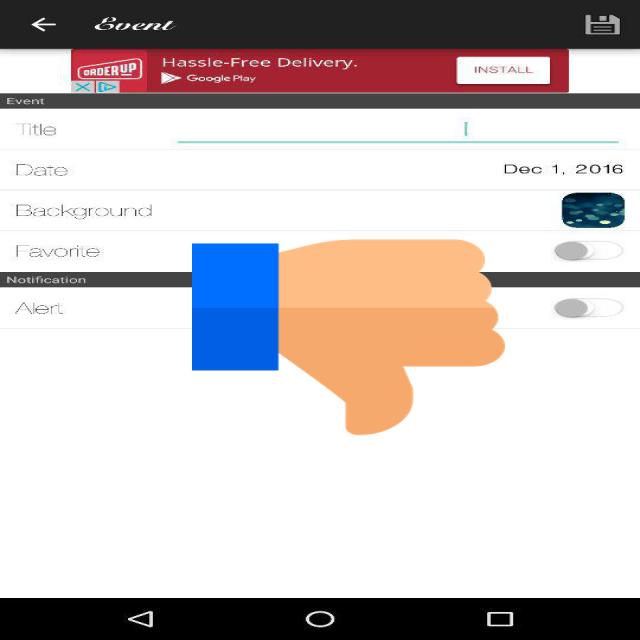 Event
ORDERUP
Hassle-Free Delivery.
Google Play
INSTALL
Event
Title
Date
Dec 1, 2016
Background
Favorite
Notification
Alert